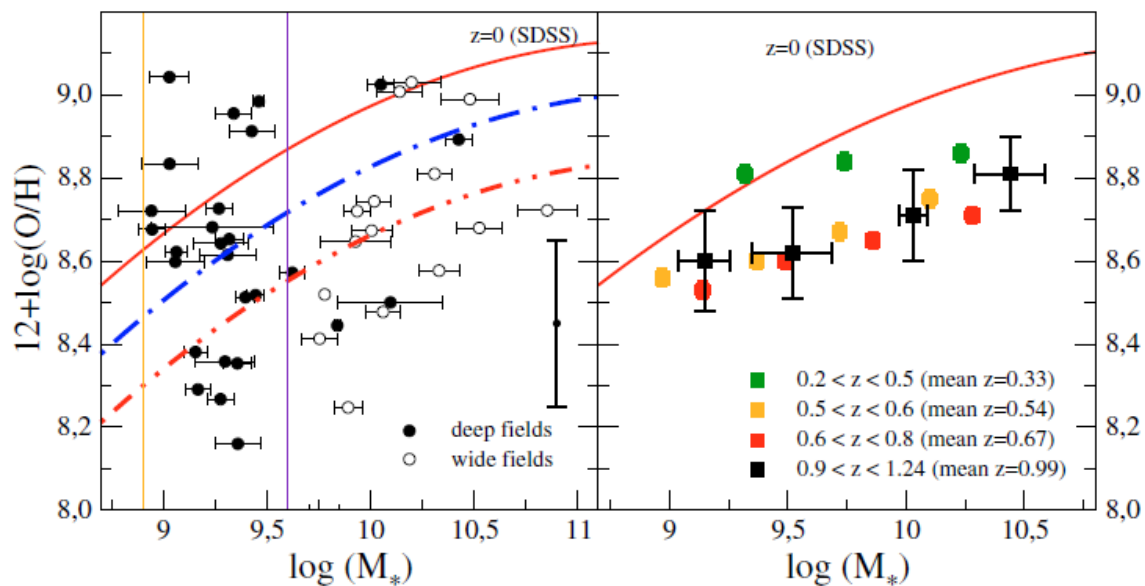 z=0 (SDSS)
z=0 (SDSS)
12+log(O/H)
9,0
8,8
8,6
8,4
8,2
8,0
9,0
8,8
8,6
8,4
8,2
8,0
deep fields
wide fields
0.2 < z < 0.5 (mean z=0.33)
0.5 < z < 0.6 (mean z=0.54)
0.6 < z < 0.8 (mean z=0.67)
0.9 < z < 1.24 (mean z=0.99)
9 9,5 10 10,5 11
9 9,5 10 10,5
log (M*)
log (M*)